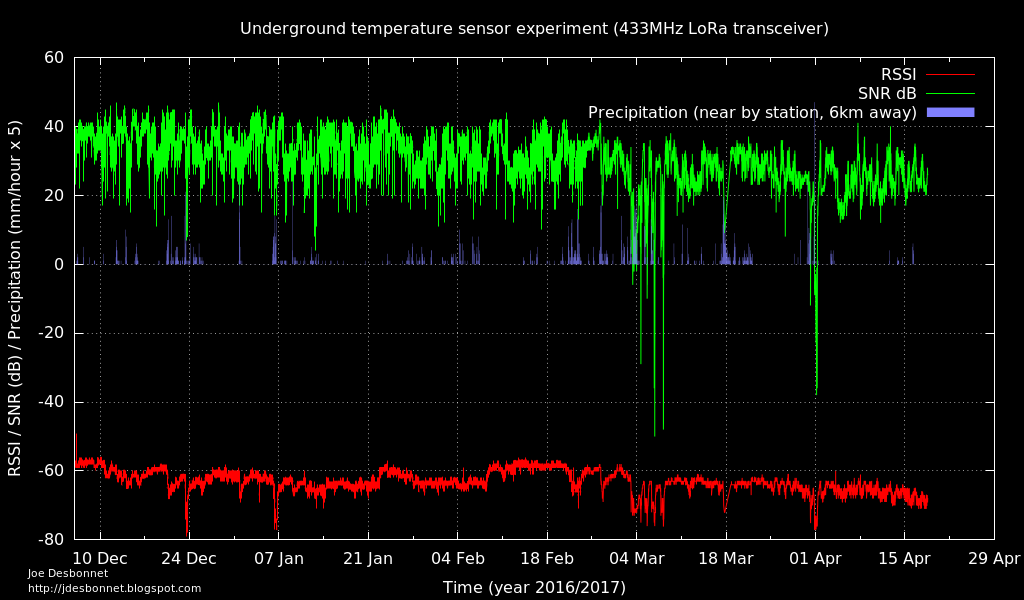 Underground temperature sensor experiment (433MHz LoRa transceiver)
RSSI
SNR dB
Precipitation (near by station, 6km away)
RSSI / SNR (dB) / Precipitation (mm/hour x 5)
60
40
20
0
-20
-40
-60
-80
10 Dec 24 Dec 07 Jan 21 Jan 04 Feb 18 Feb 04 Mar 18 Mar 01 Apr 15 Apr 29 Apr
Time (year 2016/2017)
Joe Desbonnet
http://jdesbonnet.blogspot.com